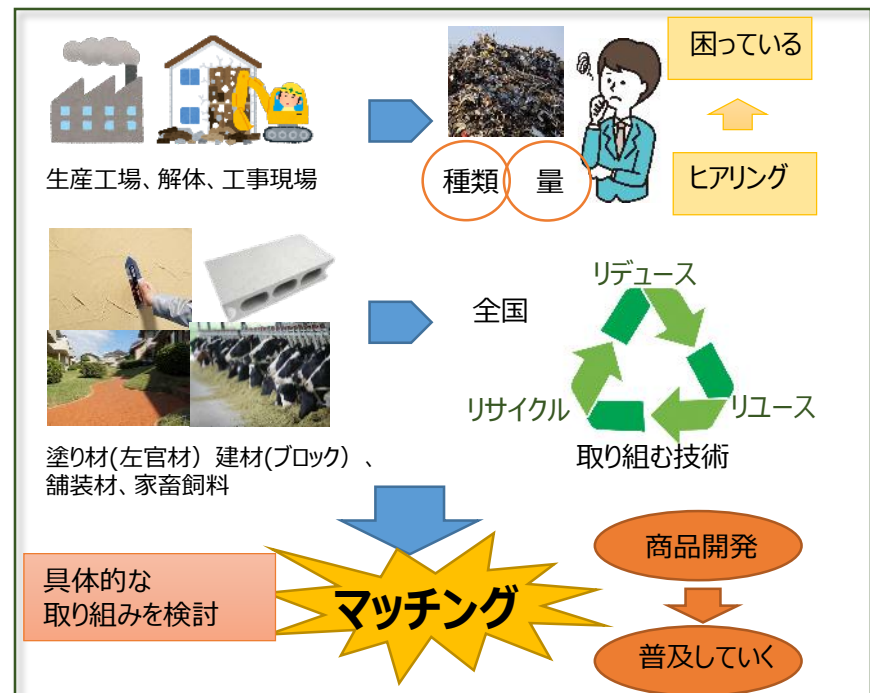 困っている
生産工場、解体、工事現場
種類
量
ヒアリング
全国
リデュース
リサイクル
リユース
取り組む技術
塗り材(左官材）建材(ブロック）、
舗装材、家畜飼料
具体的な
取り組みを検討
マッチング
商品開発
普及していく